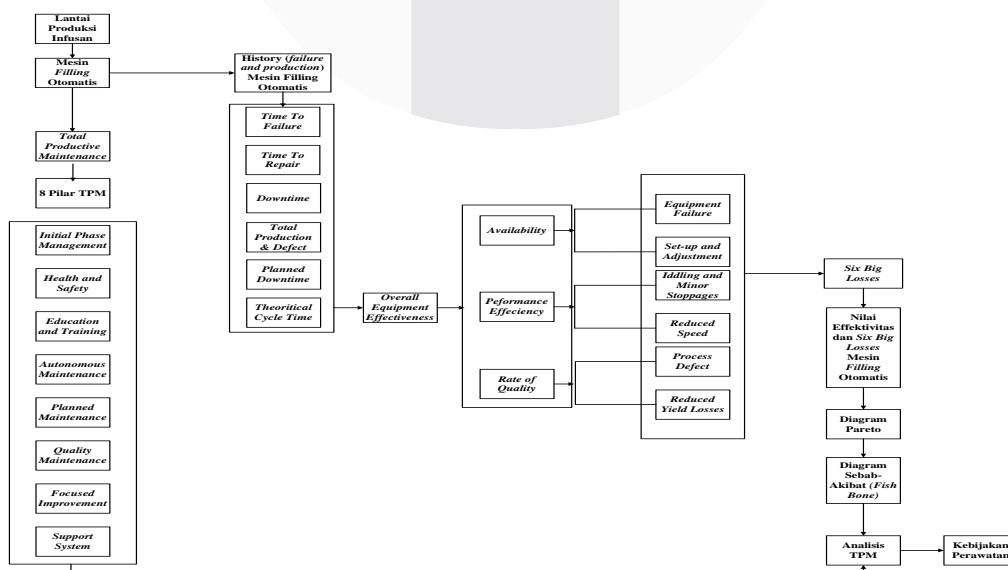 Lantai
Produksi
Infusan
Mesin
Filling
Otomatis
Total
Productive
Maintenance
8 Pilar TPM
Initial Phase
Management
Health and
Safety
Education
and Training
Autonomous
Maintenance
Planned
Maintenance
Quality
Maintenance
Focused
Improvement
Support
System
History (failure
and production)
Mesin Filling
Otomatis
Time To
Failure
Time To
Repair
Downtime
Total
Production
& Defect
Planned
Downtime
Theoritical
Cycle Time
Overall
Equipment
Effectiveness
Availability
Peformance
Effeciency
Rate of
Quality
Equipment
Failure
Set-up and
Adjustment
Iddling and
Minor
Stoppages
Reduced
Speed
Process
Defect
Reduced
Yield Losses
Six Big
Losses
Nilai
Effektivitas
dan Six Big
Losses
Mesin
Filling
Otomatis
Diagram
Pareto
Diagram
Sebab-
Akibat (Fish
Bone)
Analisis
TPM
Kebijakan
Perawatan